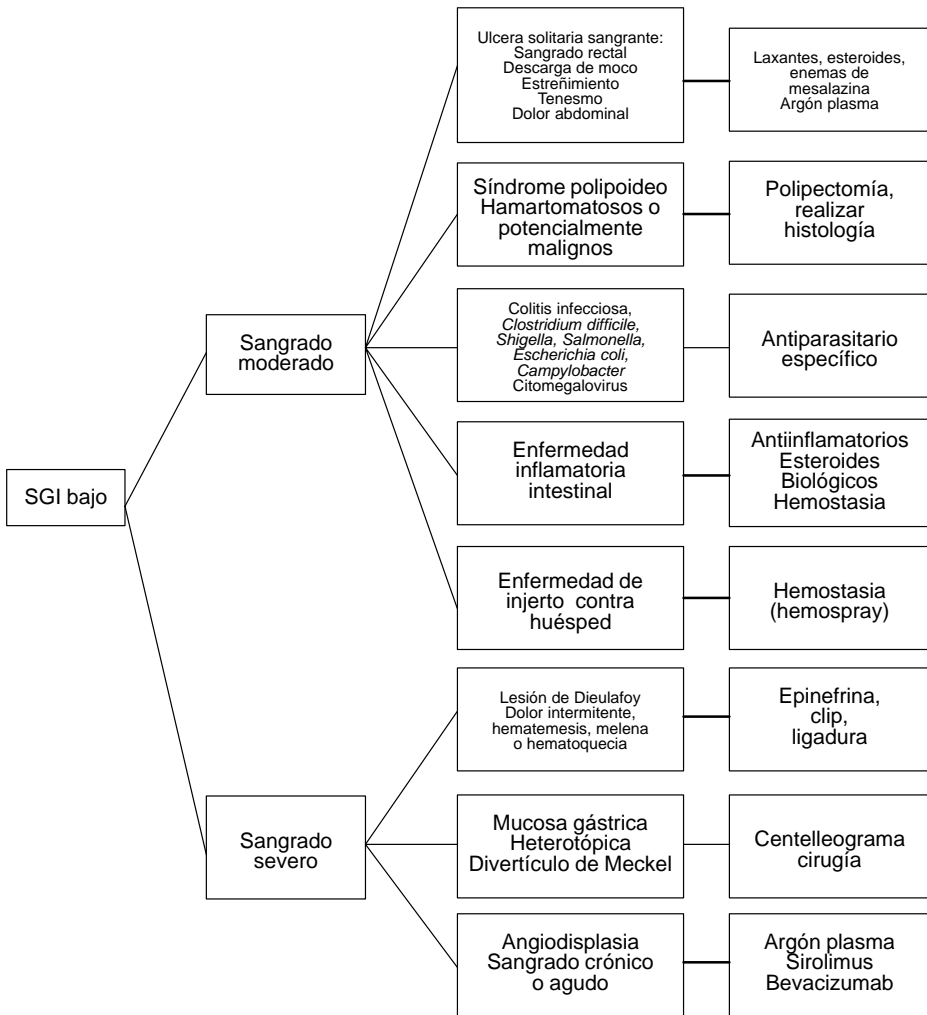 SGI bajo
Sangrado
moderado
Ulcera solitaria sangrante:
Sangrado rectal
Descarga de moco
Estreñimiento
Tenesmo
Dolor abdominal
Laxantes, esteroides,
enemas de
mesalazina
Argón plasma
Síndrome polipoideo
Hamartomatosos o
potencialmente
malignos
Polipectomía,
realizar
histología
Colitis infecciosa,
Clostridium difficile,
Shigella, Salmonella,
Escherichia coli,
Campylobacter
Citomegalovirus
Antiparasitario
específico
Enfermedad
inflamatoria
intestinal
Antiinflamatorios
Esteroides
Biológicos
Hemostasia
Enfermedad de
injerto contra
huésped
Hemostasia
(hemospray)
Sangrado
severo
Lesión de Dieulafoy
Dolor intermitente,
hematemesis, melena
o hematoquecia
Epinefrina,
clip,
ligadura
Mucosa gástrica
Heterotópica
Divertículo de Meckel
Centelleograma
cirugía
Angiodisplasia
Sangrado crónico
o agudo
Argón plasma
Sirolimus
Bevacizumab